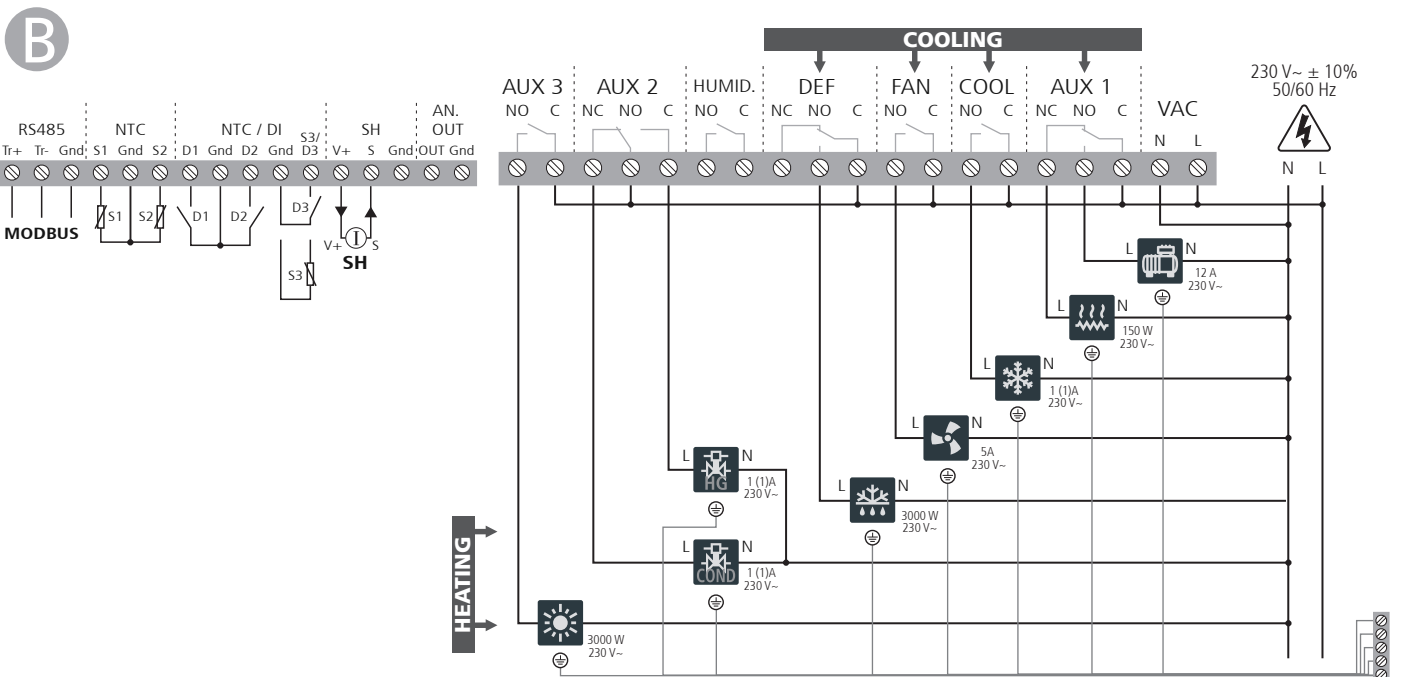 B
COOLING
230 V~ ± 10%
50/60 Hz
AUX 3 AUX 2 HUMID. DEF FAN COOL AUX 1 VAC
NO C NC NO C NO C NC NO C NO C NO C NC NO C N L
N L
RS485 NTC NTC / DI SH AN. OUT
Tr+ Tr- Gnd S1 Gnd S2 D1 Gnd D2 Gnd S3/ D3 V+ S Gnd OUT Gnd
S1 S2 D1 D2 D3
MODBUS
V+ S
SH
S3
L N
12 A
230 V~
L N
150 W
230 V~
L N
1 (1)A
230 V~
L N
5A
230 V~
L N
HG
1 (1)A
230 V~
L N
3000 W
230 V~
HEATING
L N
COND
1 (1)A
230 V~
3000 W
230 V~